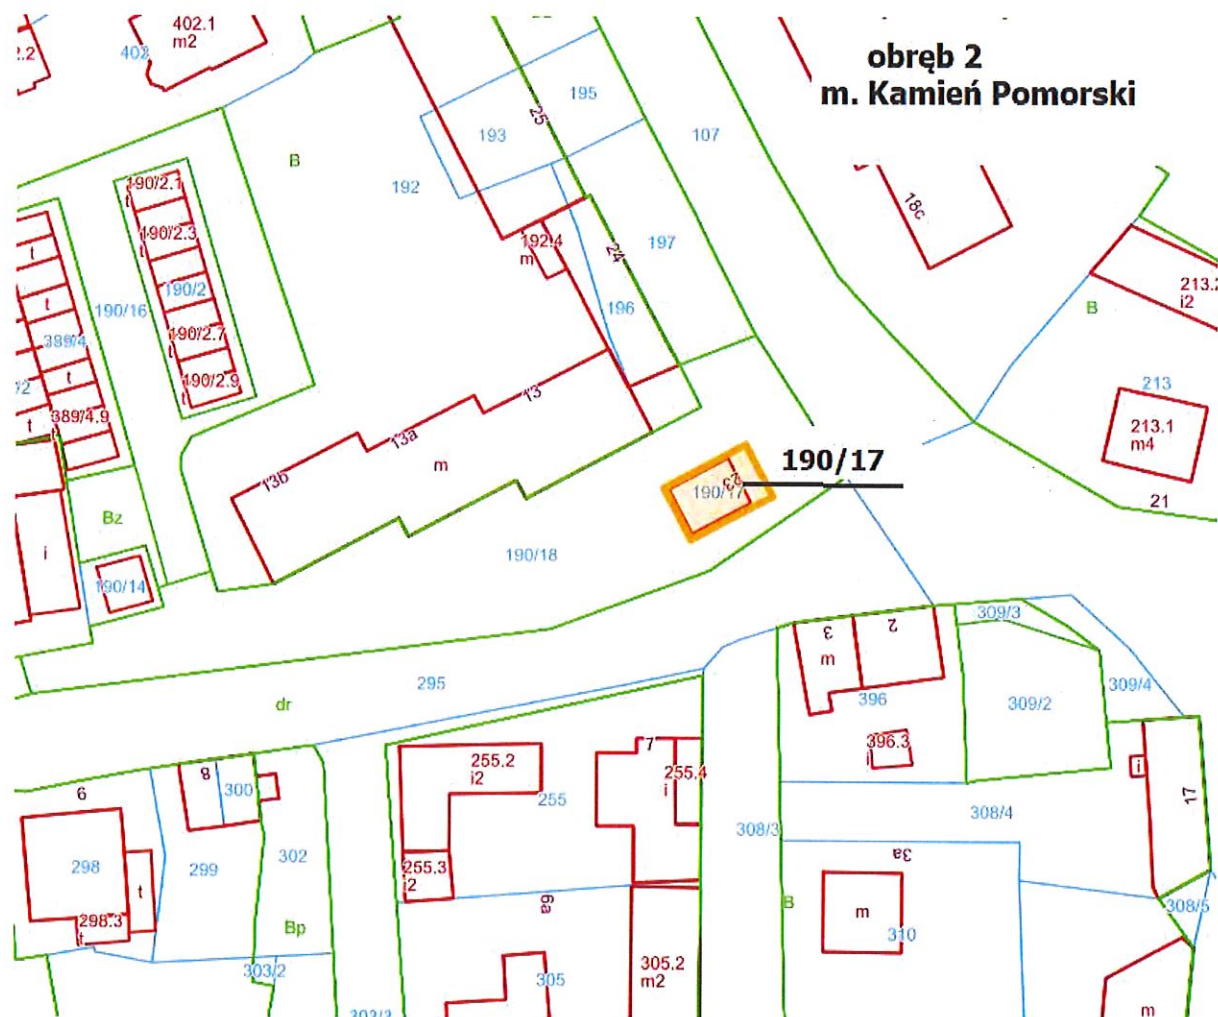 402.1
m2
402
obręb 2
m. Kamień Pomorski
195
25
193
107
B
192
190/2.1
t
18c
190/2.3
t
192.4
m
24
197
t
213.2
i2
190/2
t
190/16
196
B
389/4
190/2.7
t
213
t
190/2.9
t
13
389/4.9
t
t
213.1
m4
13a
190/17
m
13b
23
190/17
21
Bz
i
190/18
190/14
309/3
3
2
m
295
309/4
396
309/2
dr
7
396.3
i
255.2
i2
i
255.4
i
8
300
6
255
17
308/4
308/3
302
3a
298
299
255.3
i2
t
6a
B
m
308/5
298.3
t
Bp
310
303/2
305.2
m2
305
303/3
m